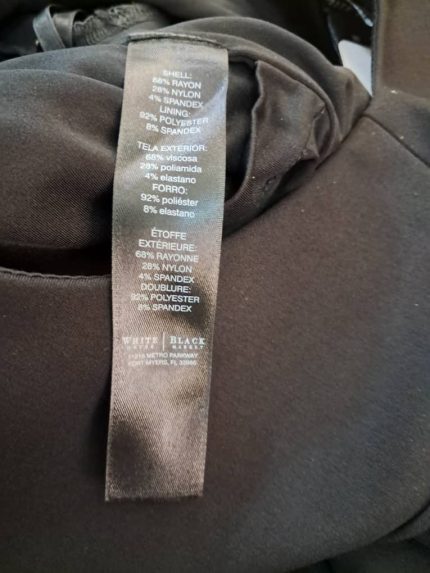 SHELL:
68% RAYON
28% NYLON
4% SPANDEX
LINING:
92% POLYESTER
8% SPANDEX
TELA EXTERIOR:
68% viscosa
28% poliamida
4% elastano
FORRO:
92% poliéster
8% elastano
ÉTOFFE
EXTÉRIEURE:
68% RAYONNE
28% NYLON
4% SPANDEX
DOUBLURE:
92% POLYESTER
8% SPANDEX
WHITE | BLACK
HOUSE | MARKET
11215 METRO PARKWAY
FORT MYERS, FL 33966